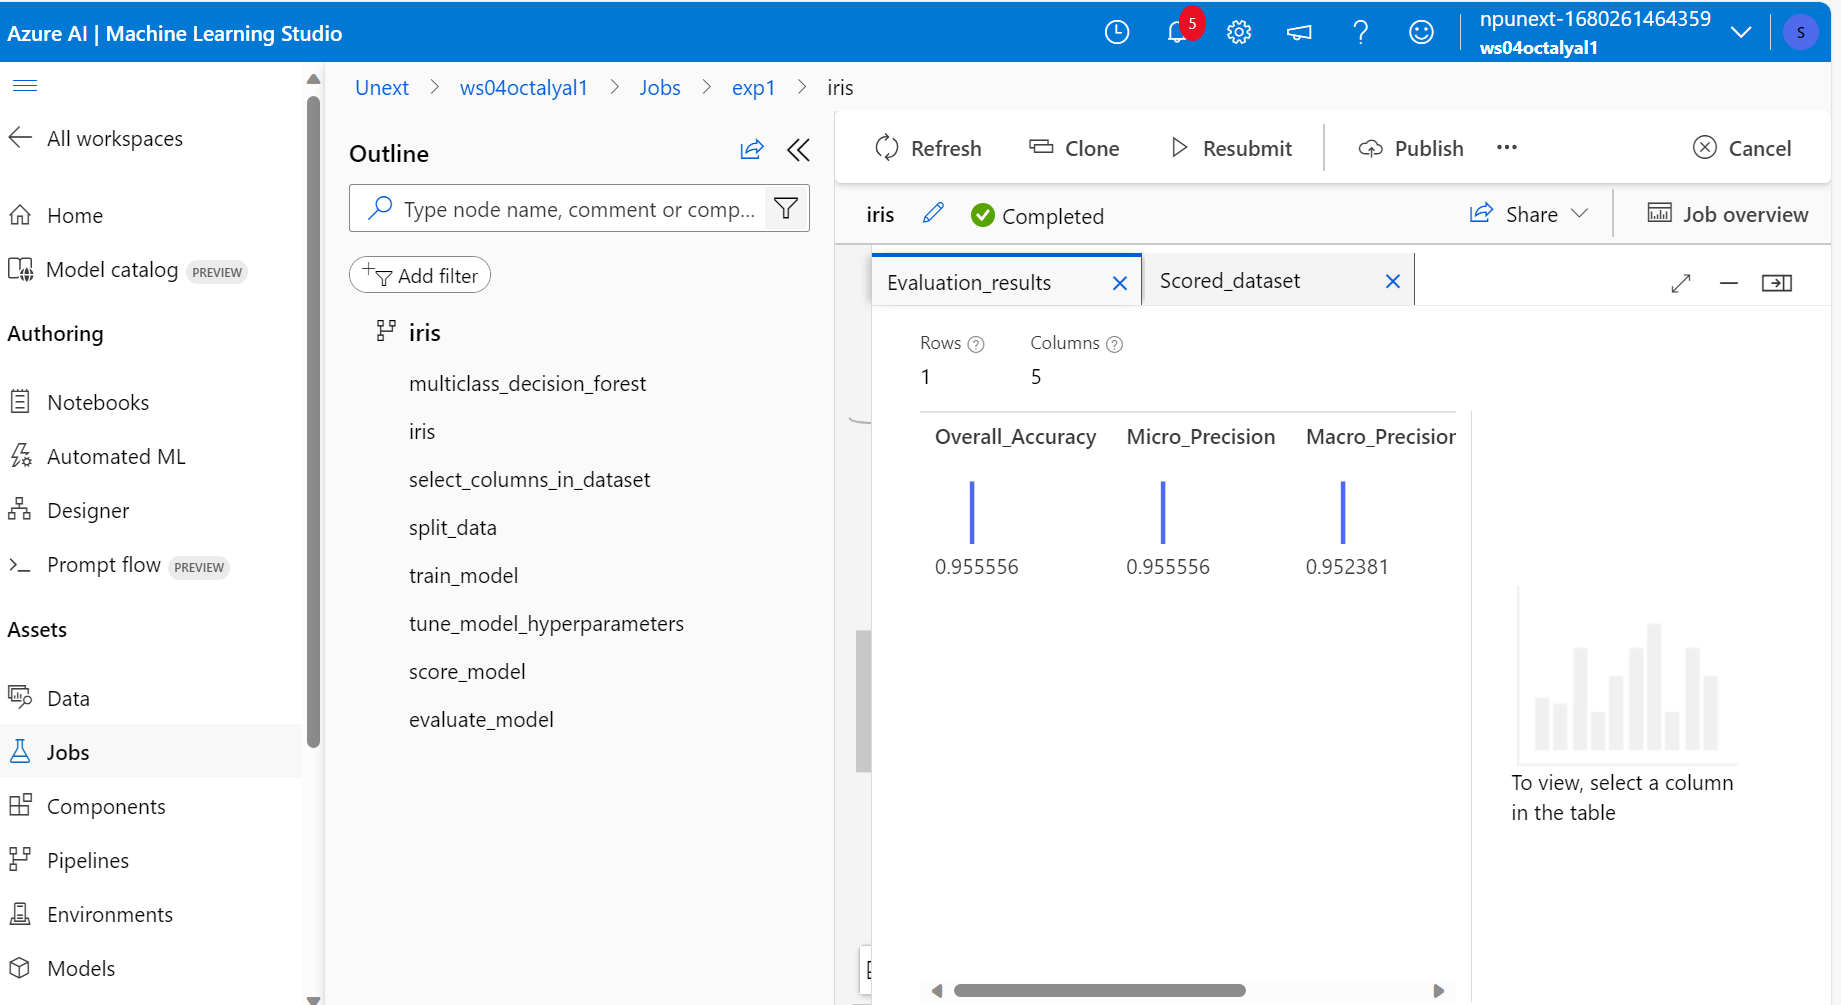 Azure AI | Machine Learning Studio
5
npunext-1680261464359
ws04octalyal1
S
All workspaces
Home
Model catalog PREVIEW
Authoring
Notebooks
Automated ML
Designer
Prompt flow PREVIEW
Assets
Data
Jobs
Components
Pipelines
Environments
Models
Unext > ws04octalyal1 > Jobs > exp1 > iris
Outline
Type node name, comment or comp...
Add filter
iris
multiclass_decision_forest
iris
select_columns_in_dataset
split_data
train_model
tune_model_hyperparameters
score_model
evaluate_model
Refresh Clone Resubmit Publish ... Cancel
iris Completed Share Job overview
Evaluation_results Scored_dataset
Rows Columns
1 5
Overall_Accuracy Micro_Precision Macro_Precision
0.955556 0.955556 0.952381
To view, select a column
in the table